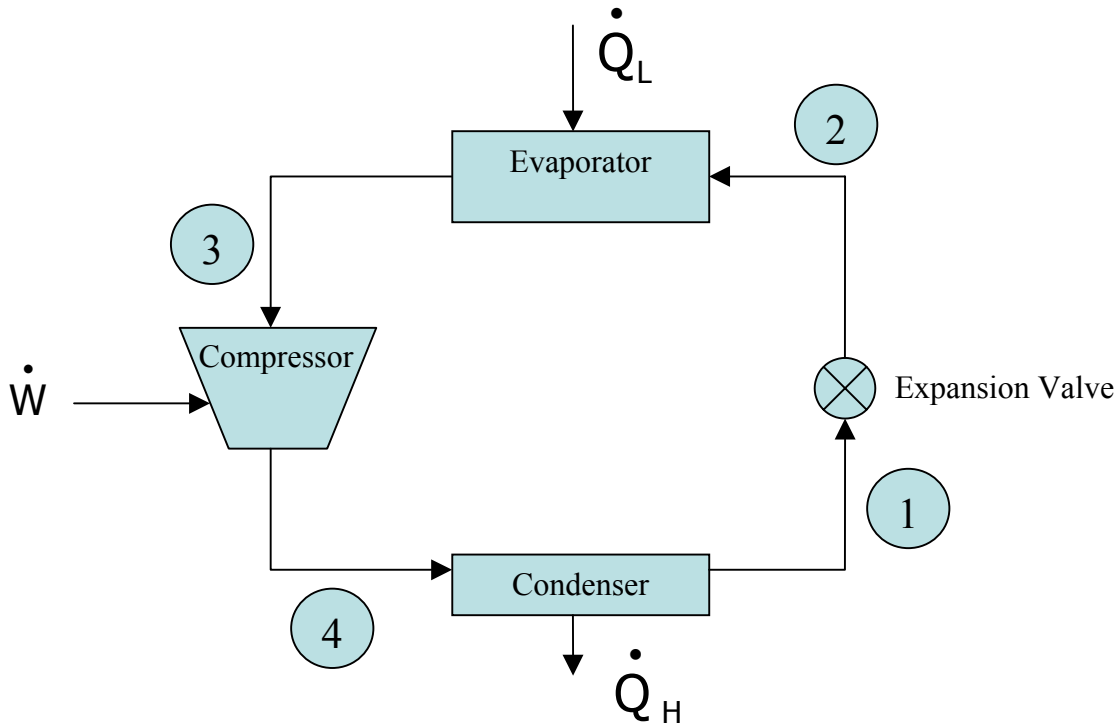 Q̇L
2
Evaporator
3
Compressor
Ẇ
Expansion Valve
1
Condenser
4
Q̇H